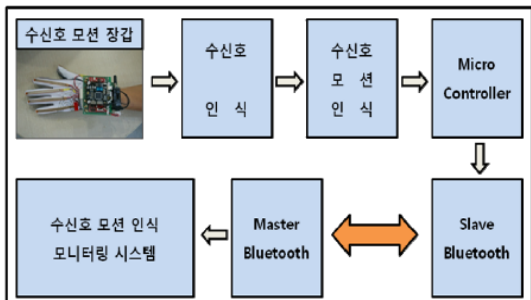 수신호 모션 장갑
수신호
인 식
수신호
모 션
인 식
Micro
Controller
수신호 모션 인식
모니터링 시스템
Master
Bluetooth
Slave
Bluetooth